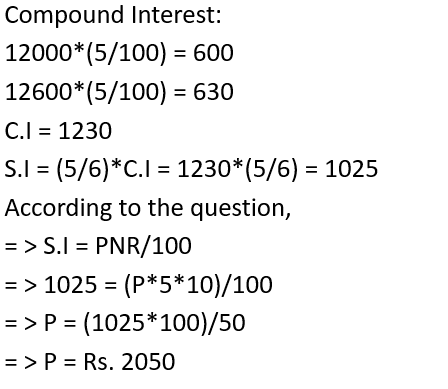 Compound Interest:
12000*(5/100) = 600
12600*(5/100) = 630
C.I = 1230
S.I = (5/6)*C.I = 1230*(5/6) = 1025
According to the question,
= > S.I = PNR/100
= > 1025 = (P*5*10)/100
= > P = (1025*100)/50
= > P = Rs. 2050